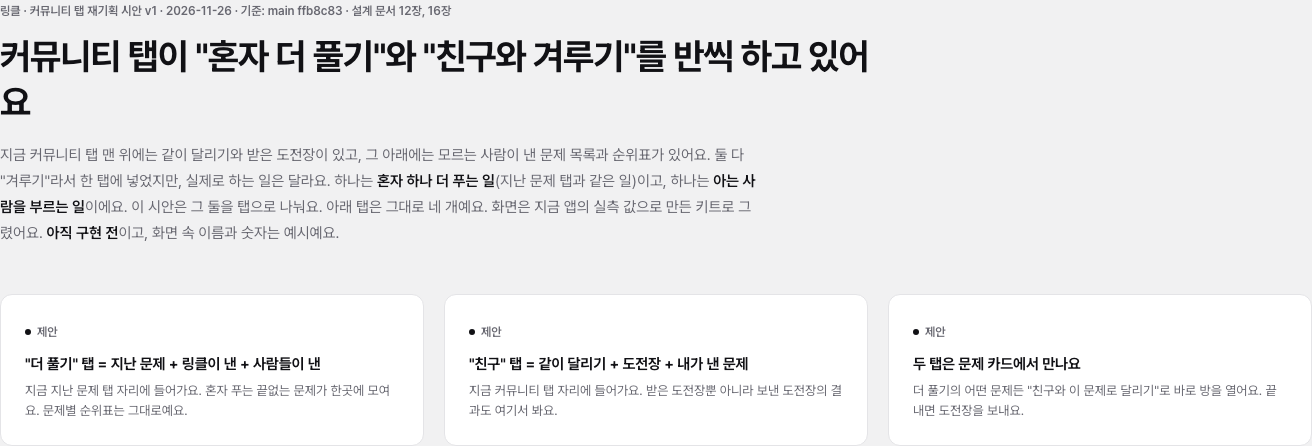 링클 · 커뮤니티 탭 재기획 시안 v1 · 2026-11-26 · 기준: main ffb8c83 · 설계 문서 12장, 16장
커뮤니티 탭이 "혼자 더 풀기"와 "친구와 겨루기"를 반씩 하고 있어
요
지금 커뮤니티 탭 맨 위에는 같이 달리기와 받은 도전장이 있고, 그 아래에는 모르는 사람이 낸 문제 목록과 순위표가 있어요. 둘 다
"겨루기"라서 한 탭에 넣었지만, 실제로 하는 일은 달라요. 하나는 혼자 하나 더 푸는 일(지난 문제 탭과 같은 일)이고, 하나는 아는 사
람을 부르는 일이에요. 이 시안은 그 둘을 탭으로 나눠요. 아래 탭은 그대로 네 개예요. 화면은 지금 앱의 실측 값으로 만든 키트로 그
렸어요. 아직 구현 전이고, 화면 속 이름과 숫자는 예시예요.
제안
"더 풀기" 탭 = 지난 문제 + 링클이 낸 + 사람들이 낸
지금 지난 문제 탭 자리에 들어가요. 혼자 푸는 끝없는 문제가 한곳에 모여
요. 문제별 순위표는 그대로예요.
제안
"친구" 탭 = 같이 달리기 + 도전장 + 내가 낸 문제
지금 커뮤니티 탭 자리에 들어가요. 받은 도전장뿐 아니라 보낸 도전장의 결
과도 여기서 봐요.
제안
두 탭은 문제 카드에서 만나요
더 풀기의 어떤 문제든 "친구와 이 문제로 달리기"로 바로 방을 열어요. 끝
내면 도전장을 보내요.